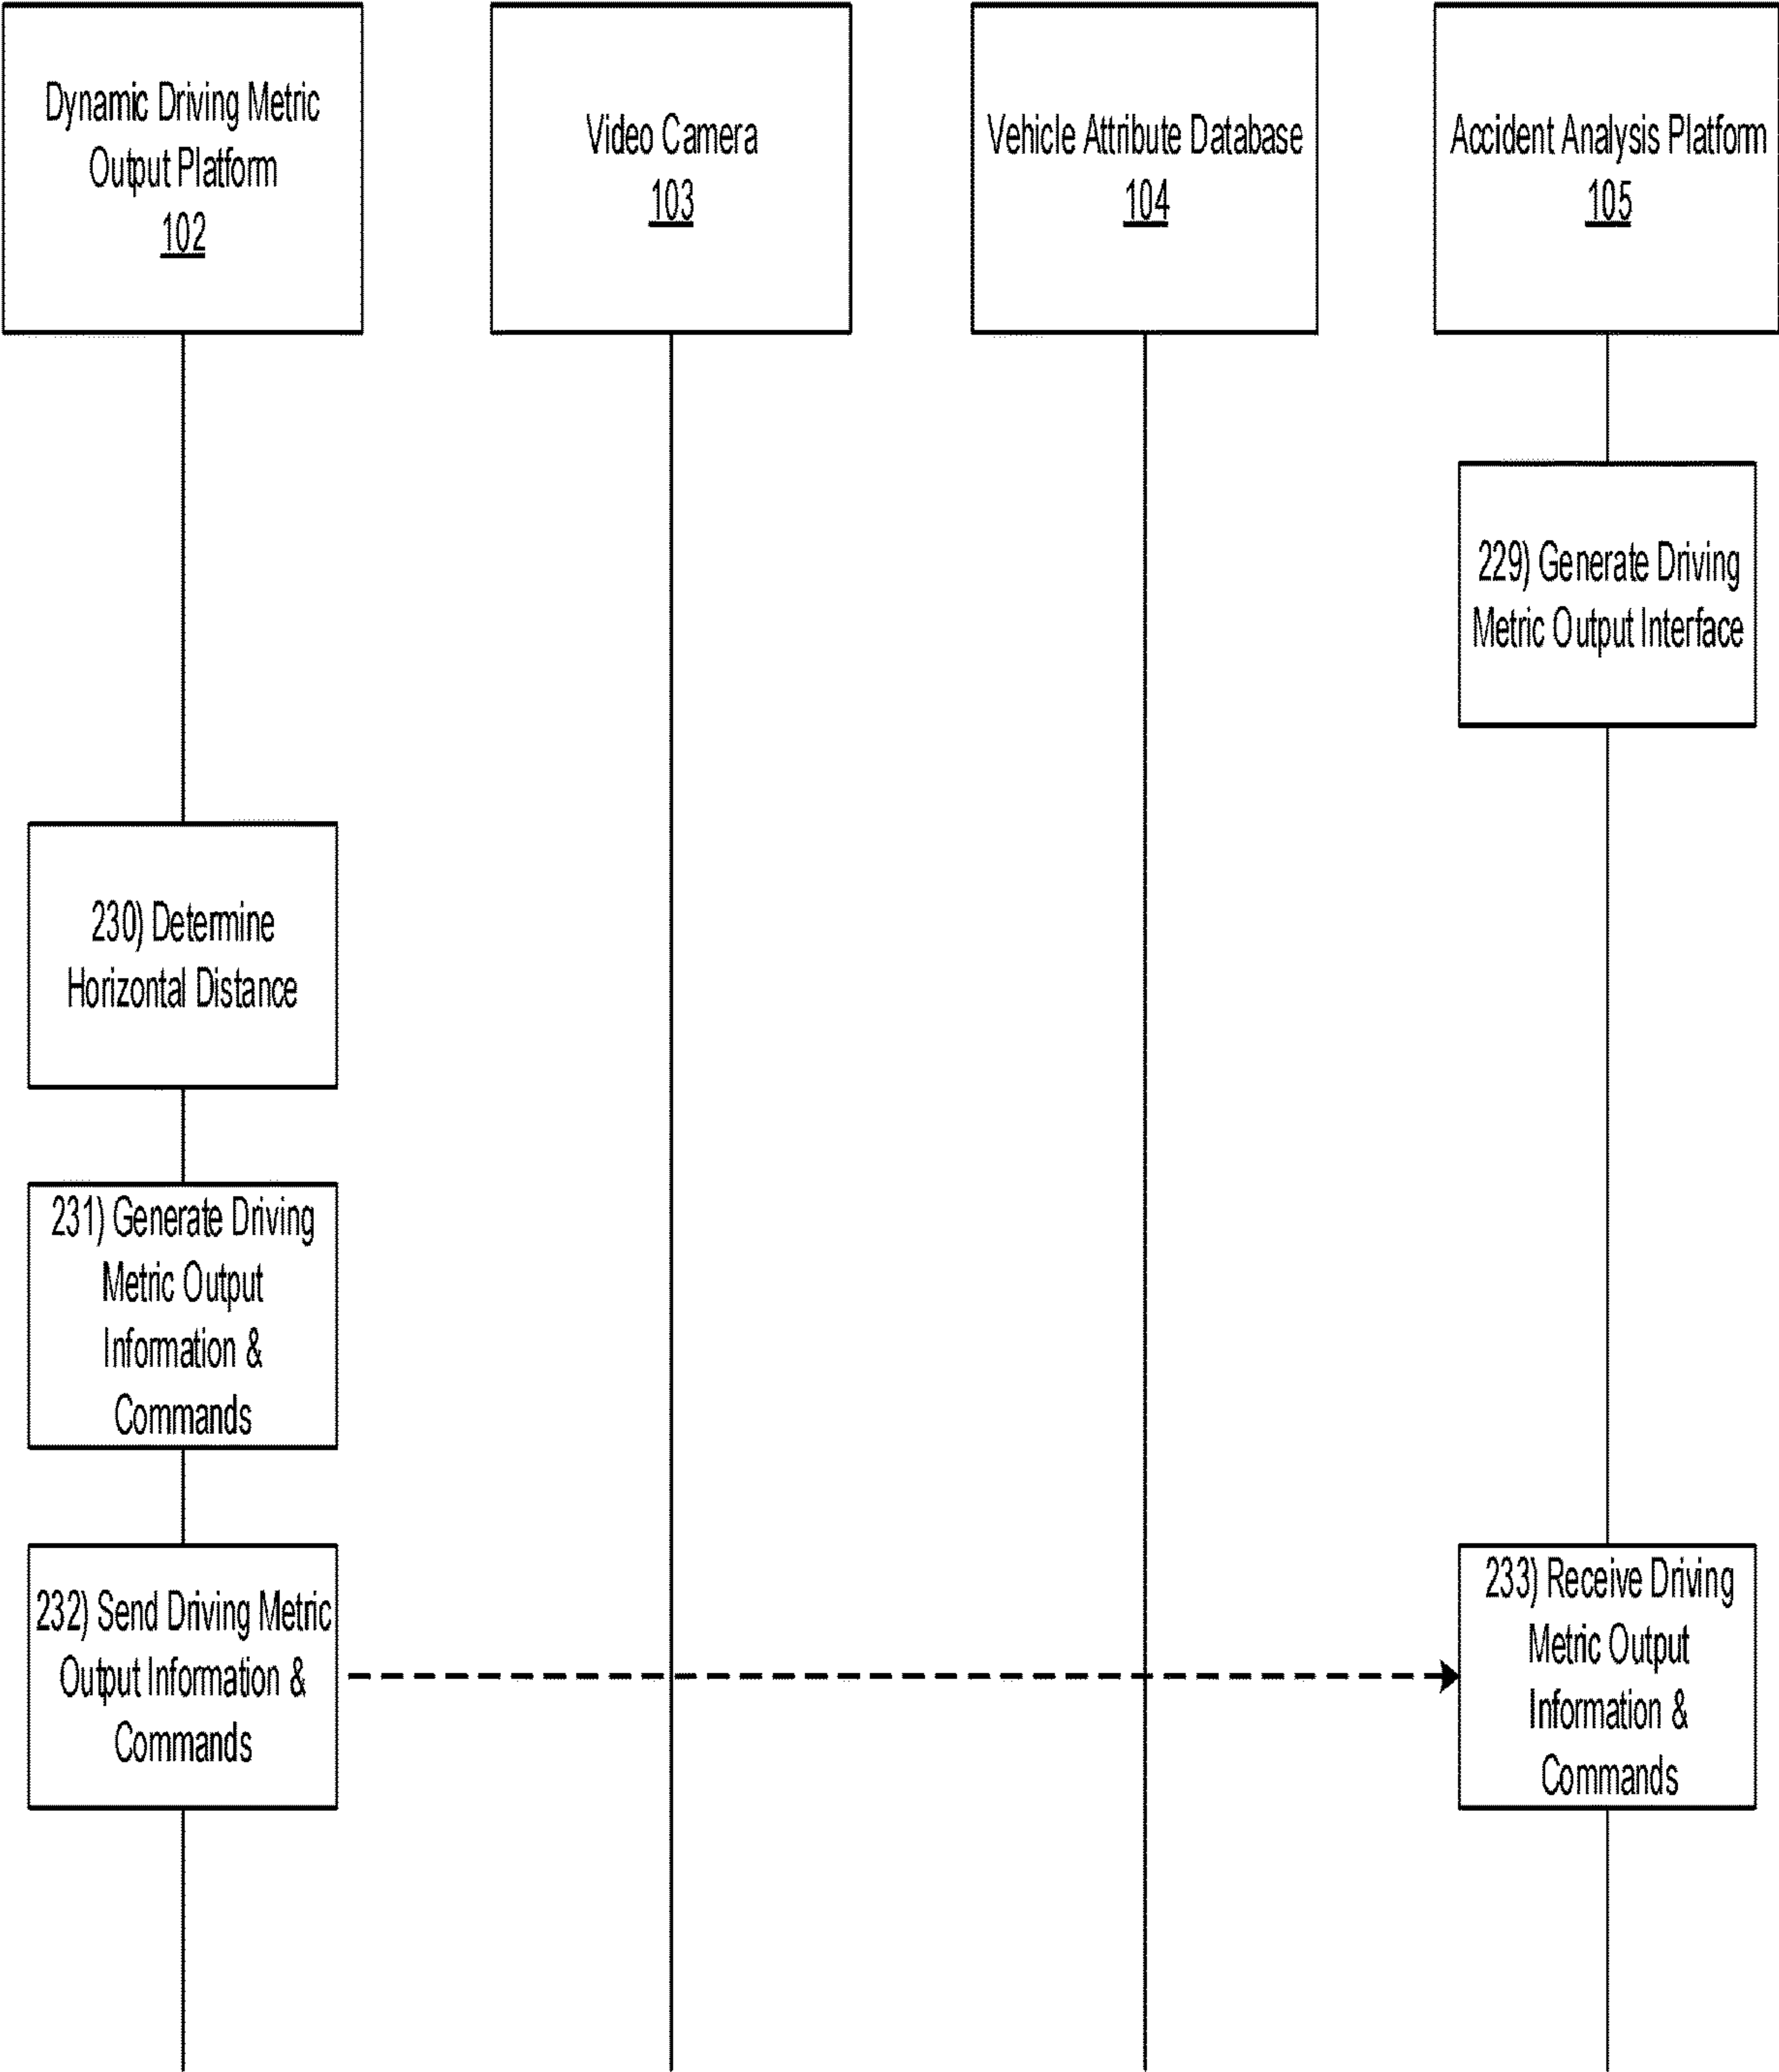 Dynamic Driving Metric
Output Platform
102
Video Camera
103
Vehicle Attribute Database
104
Accident Analysis Platform
105
229) Generate Driving
Metric Output Interface
230) Determine
Horizontal Distance
231) Generate Driving
Metric Output
Information &
Commands
232) Send Driving Metric
Output Information &
Commands
233) Receive Driving
Metric Output
Information &
Commands